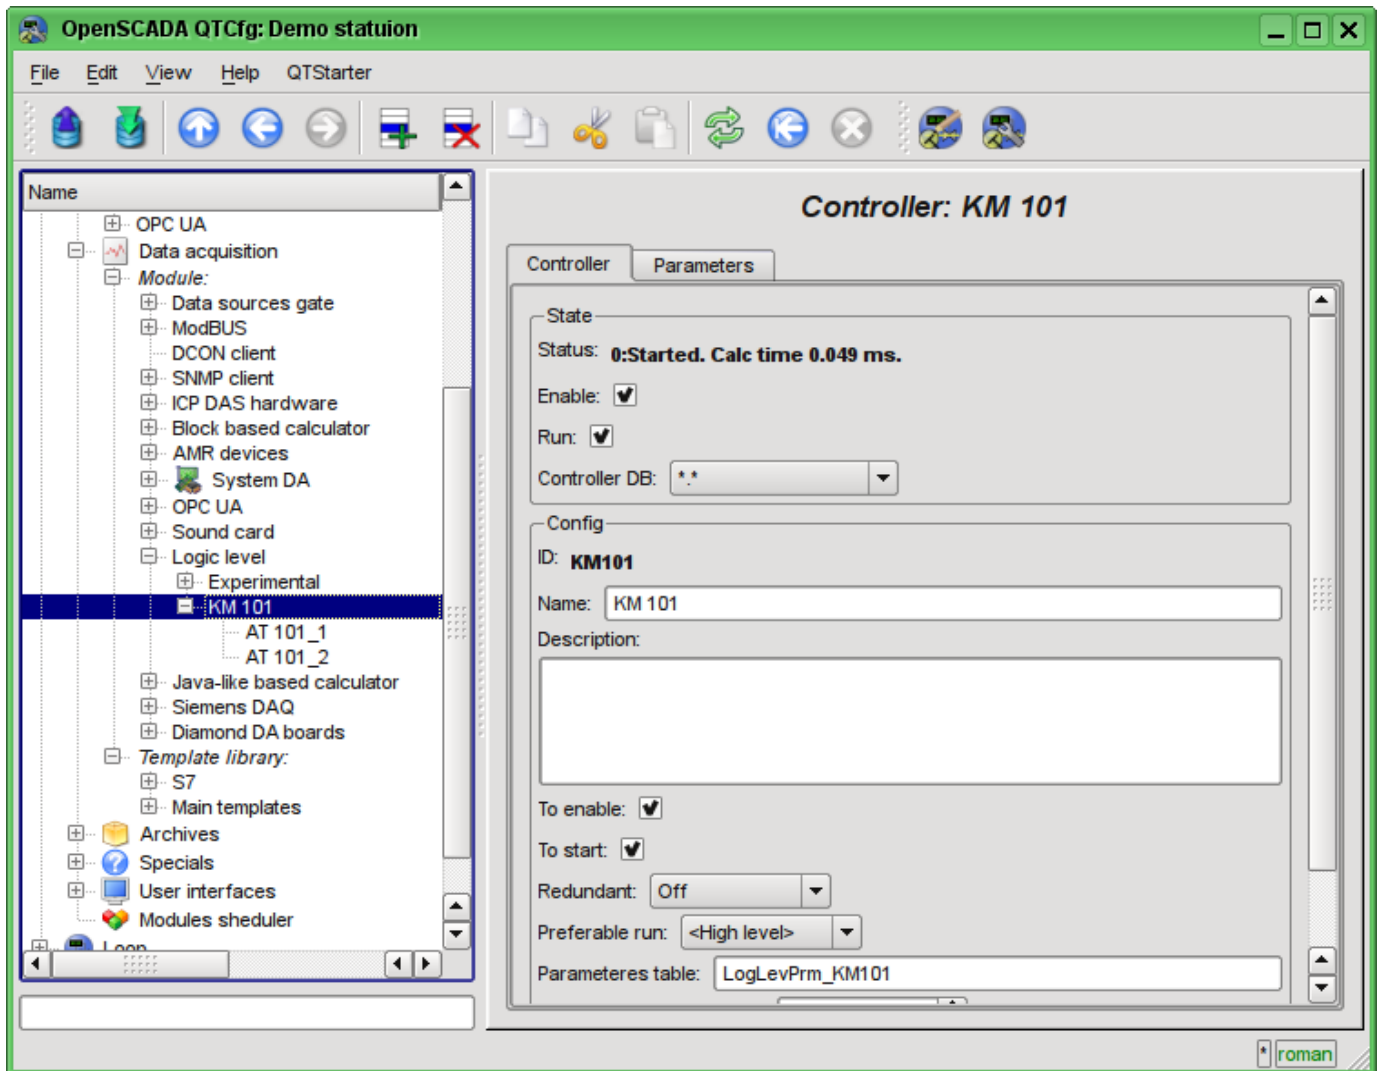 OpenSCADA QTCfg: Demo statuion
File Edit View Help QTStarter
Name
OPC UA
Data acquisition
Module:
Data sources gate
ModBUS
DCON client
SNMP client
ICP DAS hardware
Block based calculator
AMR devices
System DA
OPC UA
Sound card
Logic level
Experimental
KM 101
AT 101_1
AT 101_2
Java-like based calculator
Siemens DAQ
Diamond DA boards
Template library:
S7
Main templates
Archives
Specials
User interfaces
Modules sheduler
Loop
Controller: KM 101
Controller Parameters
State
Status: 0:Started. Calc time 0.049 ms.
Enable:
Run:
Controller DB: *.*
Config
ID: KM101
Name: KM 101
Description:
To enable:
To start:
Redundant: Off
Preferable run: <High level>
Parameteres table: LogLevPrm_KM101
* roman